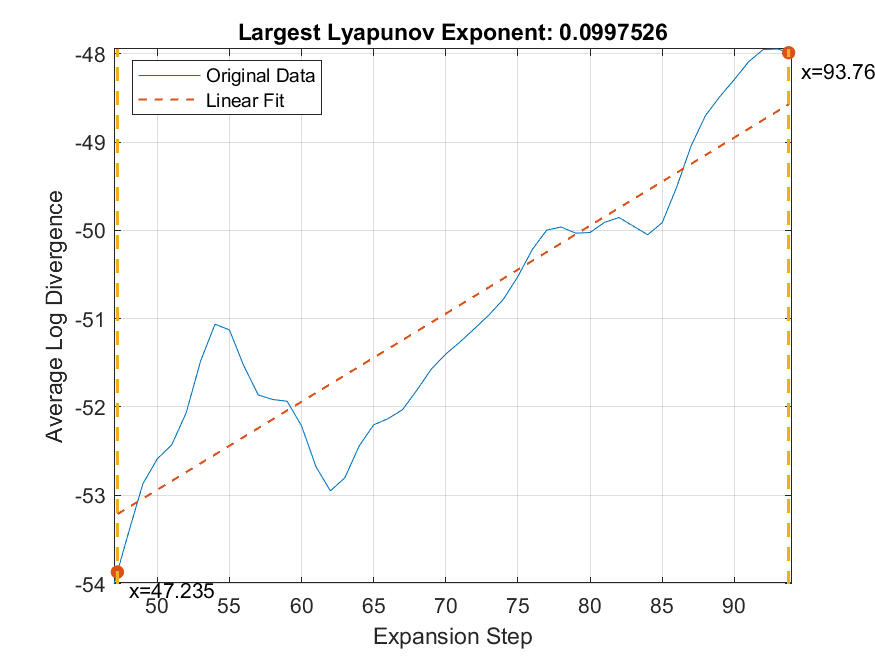 Largest Lyapunov Exponent: 0.0997526
Original Data
Linear Fit
x=93.76
x=47.235
-48
-49
-50
-51
-52
-53
-54
50 55 60 65 70 75 80 85 90
Average Log Divergence
Expansion Step